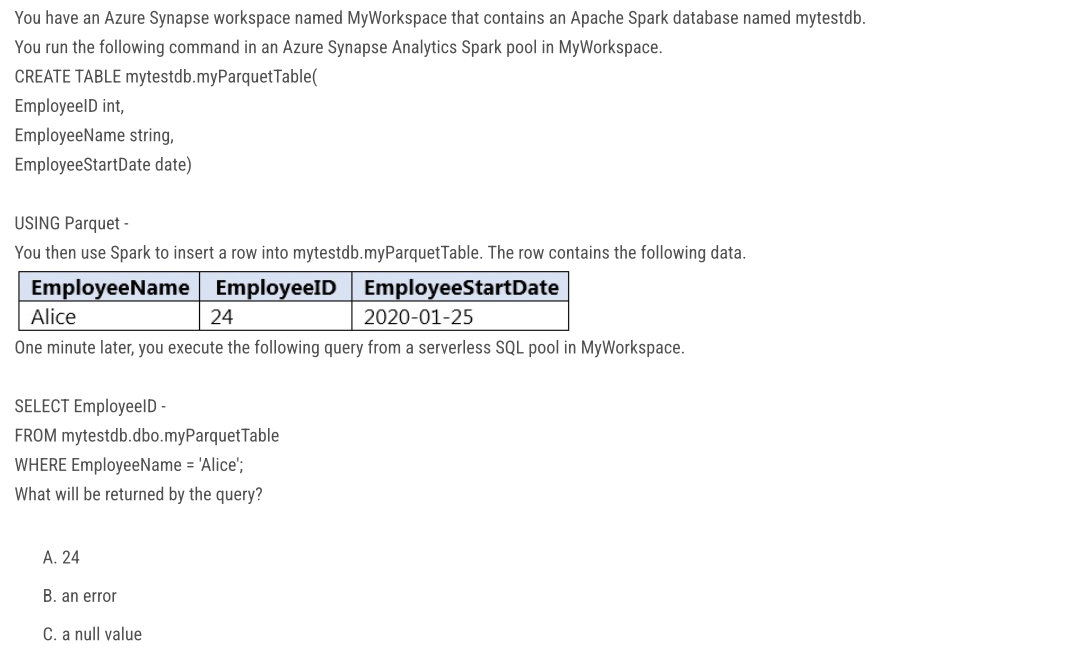 You have an Azure Synapse workspace named MyWorkspace that contains an Apache Spark database named mytestdb.
You run the following command in an Azure Synapse Analytics Spark pool in MyWorkspace.
CREATE TABLE mytestdb.myParquetTable(
EmployeeID int,
EmployeeName string,
EmployeeStartDate date)
USING Parquet -
You then use Spark to insert a row into mytestdb.myParquetTable. The row contains the following data.
EmployeeName EmployeeID EmployeeStartDate
Alice 24 2020-01-25
One minute later, you execute the following query from a serverless SQL pool in MyWorkspace.
SELECT EmployeeID -
FROM mytestdb.dbo.myParquetTable
WHERE EmployeeName = 'Alice';
What will be returned by the query?
A. 24
B. an error
C. a null value